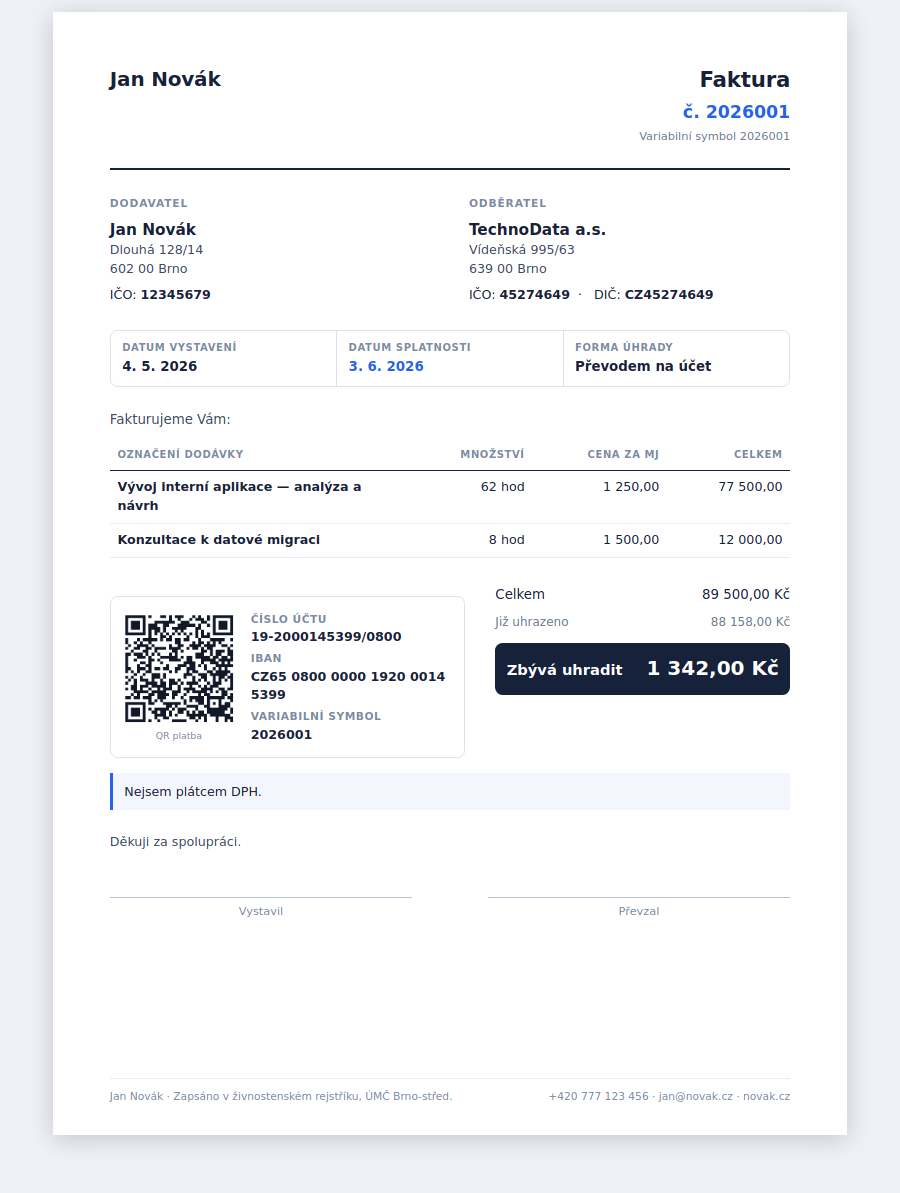 Jan Novák
Faktura
č. 2026001
Variabilní symbol 2026001
DODAVATEL
Jan Novák
Dlouhá 128/14
602 00 Brno
IČO: 12345679
ODBĚRATEL
TechnoData a.s.
Vídeňská 995/63
639 00 Brno
IČO: 45274649 · DIČ: CZ45274649
DATUM VYSTAVENÍ
4. 5. 2026
DATUM SPLATNOSTI
3. 6. 2026
FORMA ÚHRADY
Převodem na účet
Fakturujeme Vám:
OZNAČENÍ DODÁVKY MNOŽSTVÍ CENA ZA MJ CELKEM
Vývoj interní aplikace — analýza a 62 hod 1 250,00 77 500,00
návrh
Konzultace k datové migraci 8 hod 1 500,00 12 000,00
QR platba
ČÍSLO ÚČTU
19-2000145399/0800
IBAN
CZ65 0800 0000 1920 0014
5399
VARIABILNÍ SYMBOL
2026001
Celkem 89 500,00 Kč
Již uhrazeno 88 158,00 Kč
Zbývá uhradit 1 342,00 Kč
Nejsem plátcem DPH.
Děkuji za spolupráci.
Vystavil
Převzal
Jan Novák · Zapsáno v živnostenském rejstříku, ÚMČ Brno-střed. +420 777 123 456 · jan@novak.cz · novak.cz